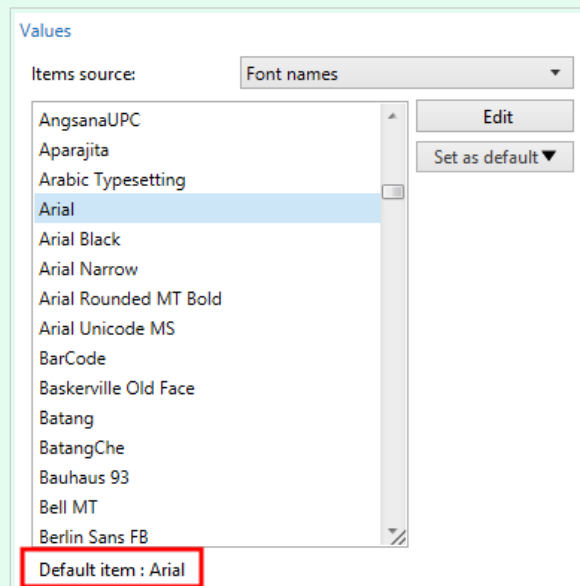 Values
Items source: Font names
AngsanaUPC
Edit
Aparajita
Set as default
Arabic Typesetting
Arial
Arial Black
Arial Narrow
Arial Rounded MT Bold
Arial Unicode MS
BarCode
Baskerville Old Face
Batang
BatangChe
Bauhaus 93
Bell MT
Berlin Sans FB
Default item : Arial